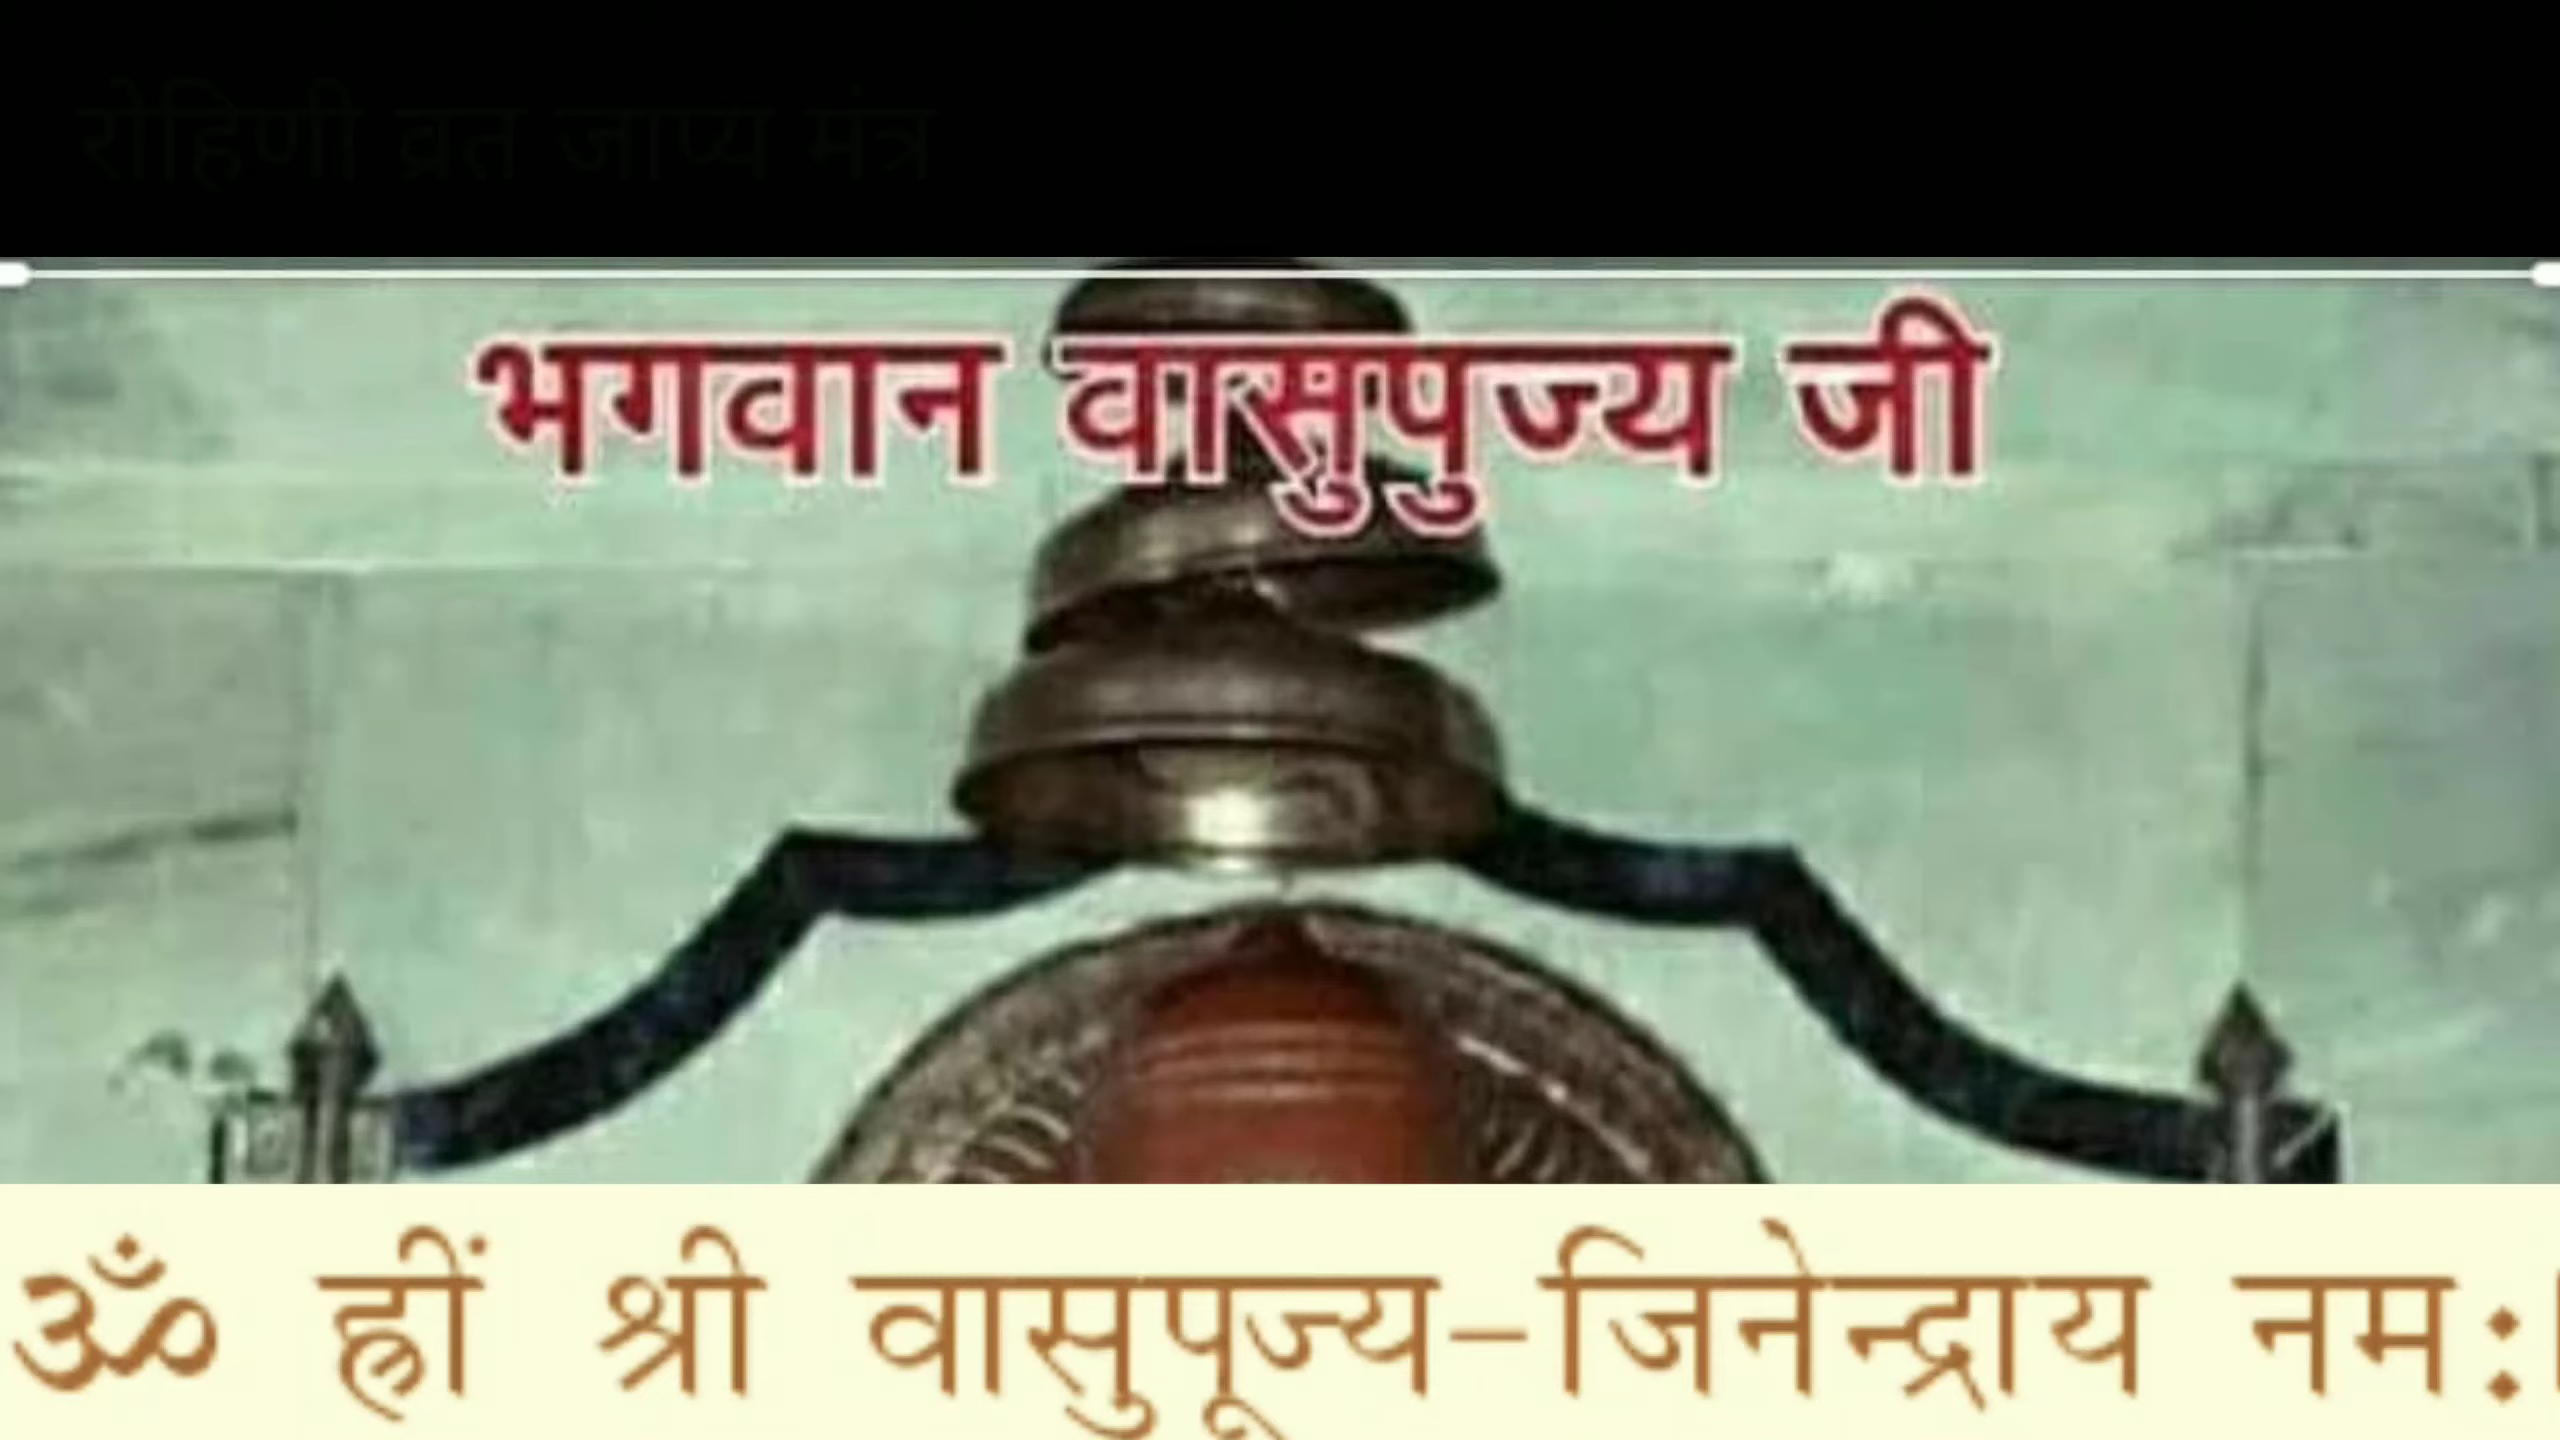 रोहिणी व्रत जाप्य मंत्र
भगवान वासुपुज्य जी
ॐ ह्रीं श्री वासुपूज्य-जिनेन्द्राय नमः।